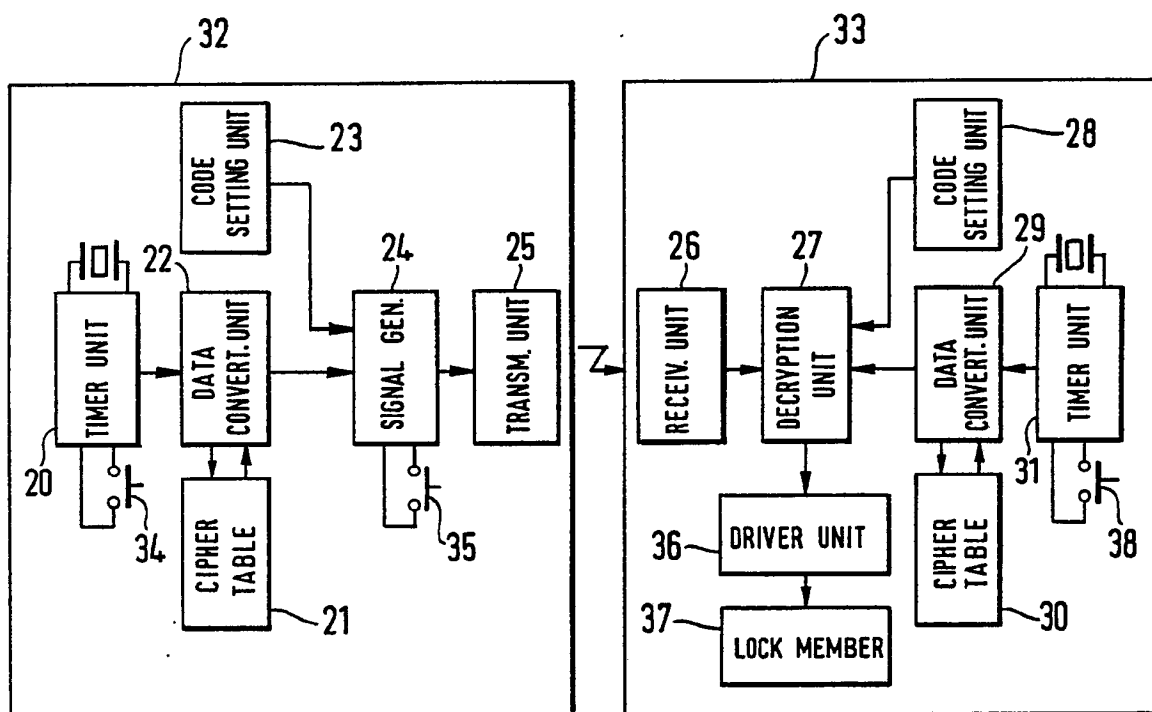 32
33
23
CODE
SETTING UNIT
28
CODE
SETTING UNIT
22
24
25
26
27
29
TIMER UNIT
DATA
CONVERT. UNIT
SIGNAL GEN.
TRANSM. UNIT
RECEIV. UNIT
DECRYPTION
UNIT
DATA
CONVERT. UNIT
TIMER UNIT
20
34
CIPHER
TABLE
21
35
36
DRIVER UNIT
37
LOCK MEMBER
CIPHER
TABLE
30
31
38